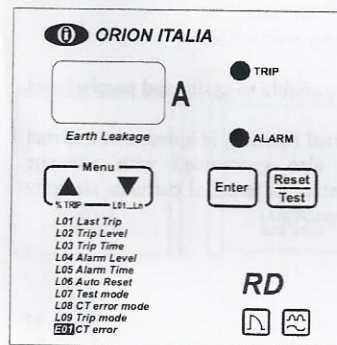 ORION ITALIA
TRIP
A
Earth Leakage
ALARM
Menu
% TRIP L01...Ln
Enter
Reset
Test
L01 Last Trip
L02 Trip Level
L03 Trip Time
L04 Alarm Level
L05 Alarm Time
L06 Auto Reset
L07 Test mode
L08 CT error mode
L09 Trip mode
E01 CT error
RD